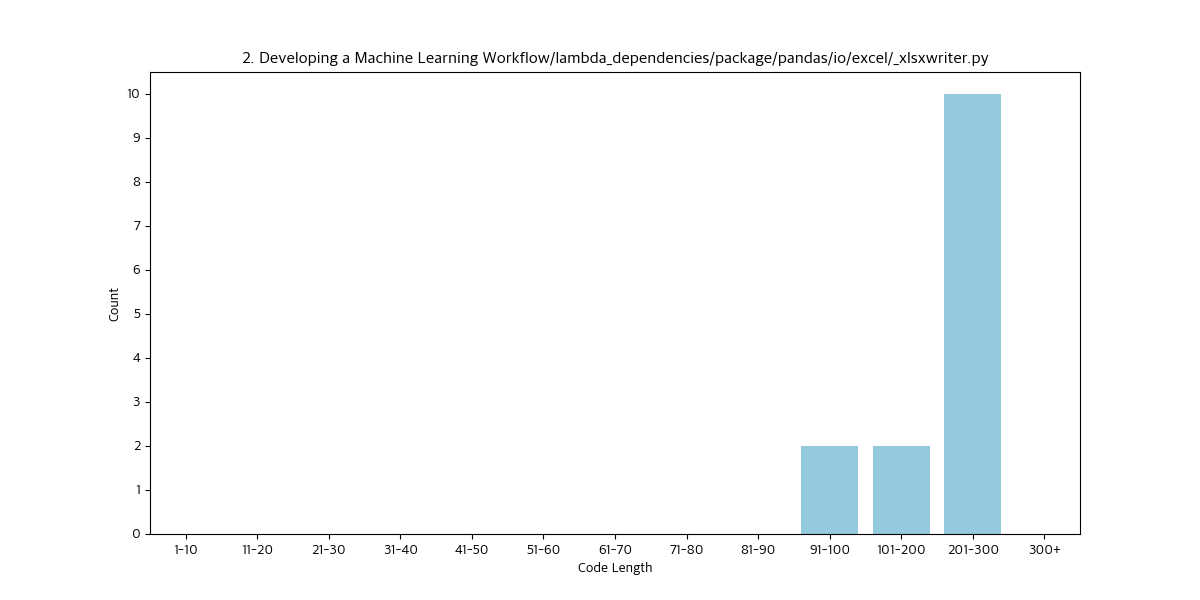 2. Developing a Machine Learning Workflow/lambda_dependencies/package/pandas/io/excel/_xlsxwriter.py
10
9
8
7
6
5
4
3
2
1
0
Count
1-10 11-20 21-30 31-40 41-50 51-60 61-70 71-80 81-90 91-100 101-200 201-300 300+
Code Length